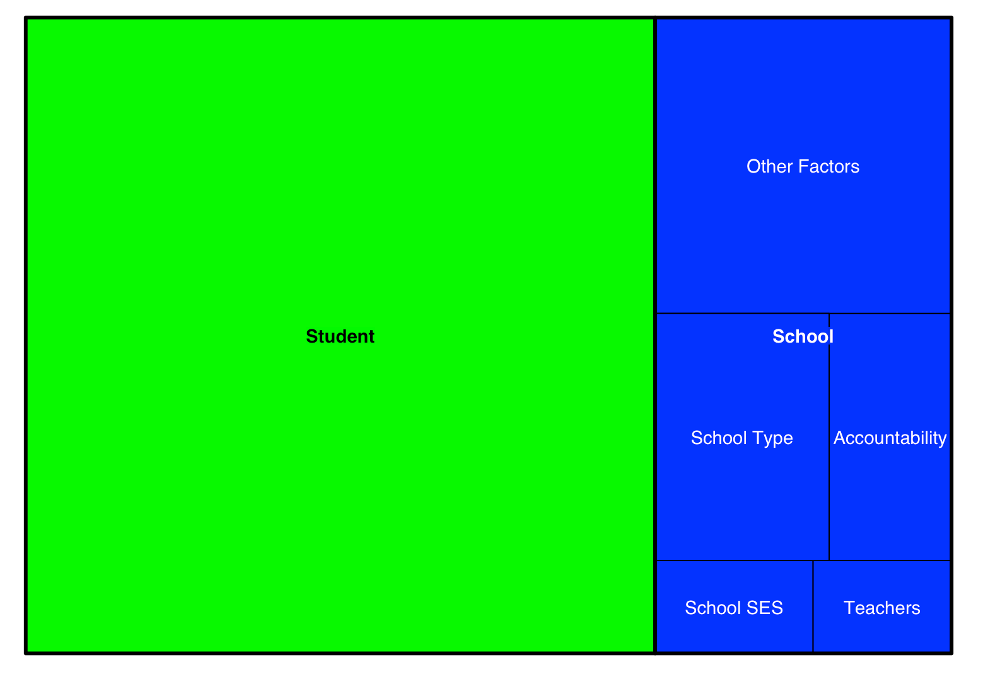 Student
Other Factors
School
School Type
Accountability
School SES
Teachers